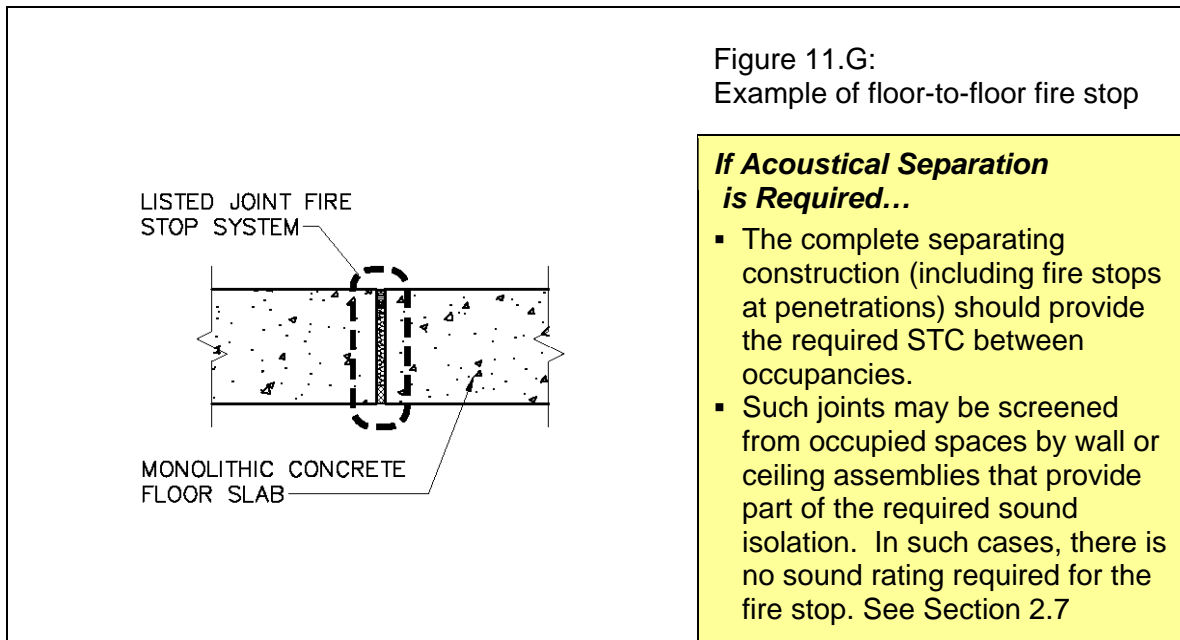 Figure 11.G:
Example of floor-to-floor fire stop
LISTED JOINT FIRE
STOP SYSTEM
MONOLITHIC CONCRETE
FLOOR SLAB
If Acoustical Separation
is Required…
▪ The complete separating
construction (including fire stops
at penetrations) should provide
the required STC between
occupancies.
▪ Such joints may be screened
from occupied spaces by wall or
ceiling assemblies that provide
part of the required sound
isolation.  In such cases, there is
no sound rating required for the
fire stop. See Section 2.7